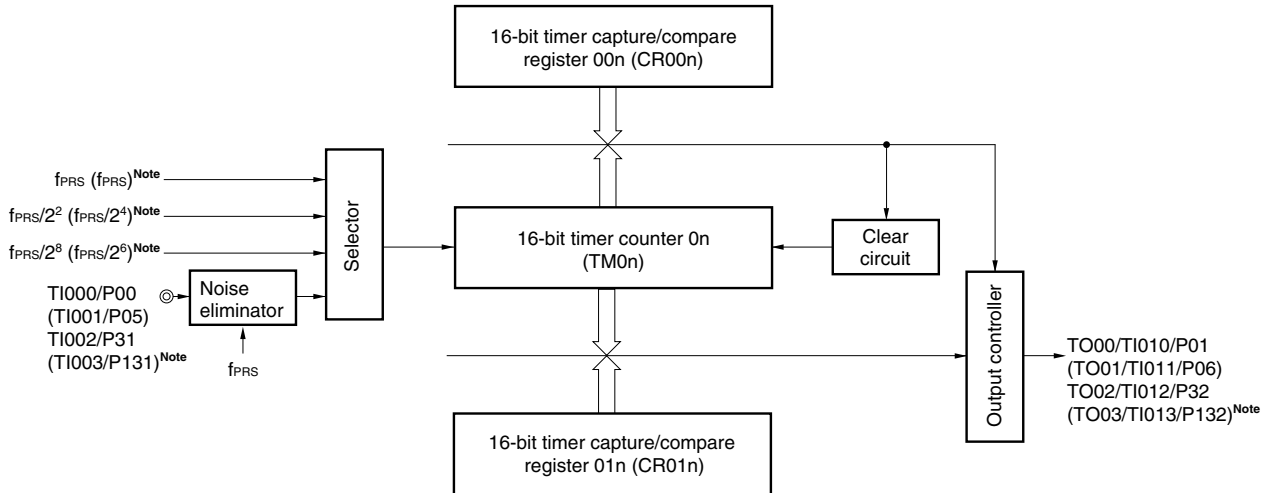 16-bit timer capture/compare
register 00n (CR00n)
fPRS (fPRS)Note
fPRS/2² (fPRS/2⁴)Note
fPRS/2⁸ (fPRS/2⁶)Note
TI000/P00
(TI001/P05)
TI002/P31
(TI003/P131)Note
Noise
eliminator
fPRS
Selector
16-bit timer counter 0n
(TM0n)
Clear
circuit
Output controller
TO00/TI010/P01
(TO01/TI011/P06)
TO02/TI012/P32
(TO03/TI013/P132)Note
16-bit timer capture/compare
register 01n (CR01n)